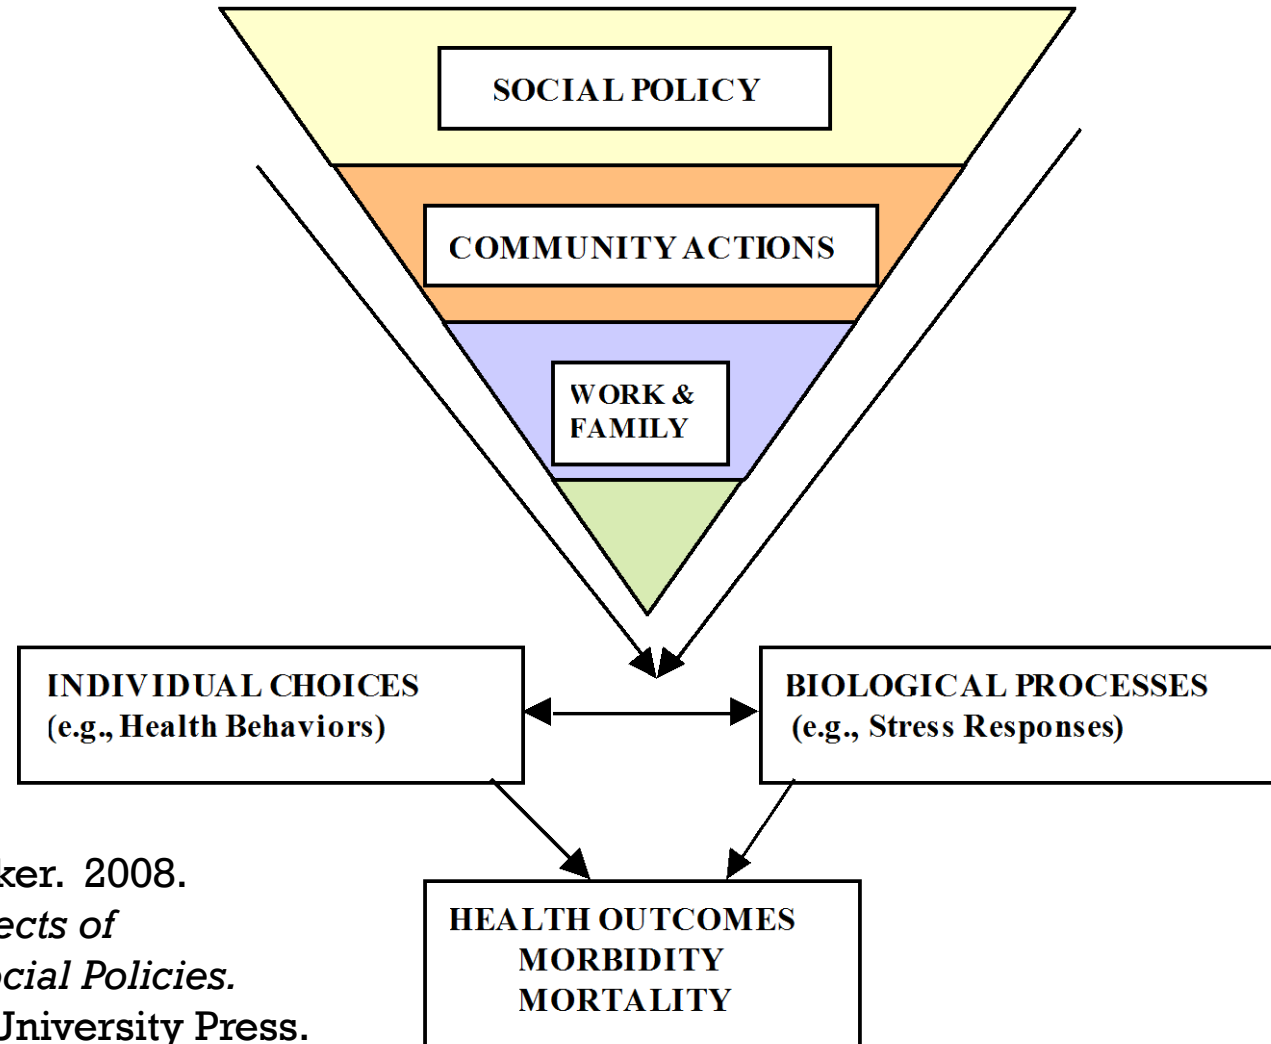 SOCIAL POLICY
COMMUNITY ACTIONS
WORK &
FAMILY
INDIVIDUAL CHOICES
(e.g., Health Behaviors)
BIOLOGICAL PROCESSES
(e.g., Stress Responses)
HEALTH OUTCOMES
MORBIDITY
MORTALITY
ker. 2008.
ects of
ocial Policies.
University Press.